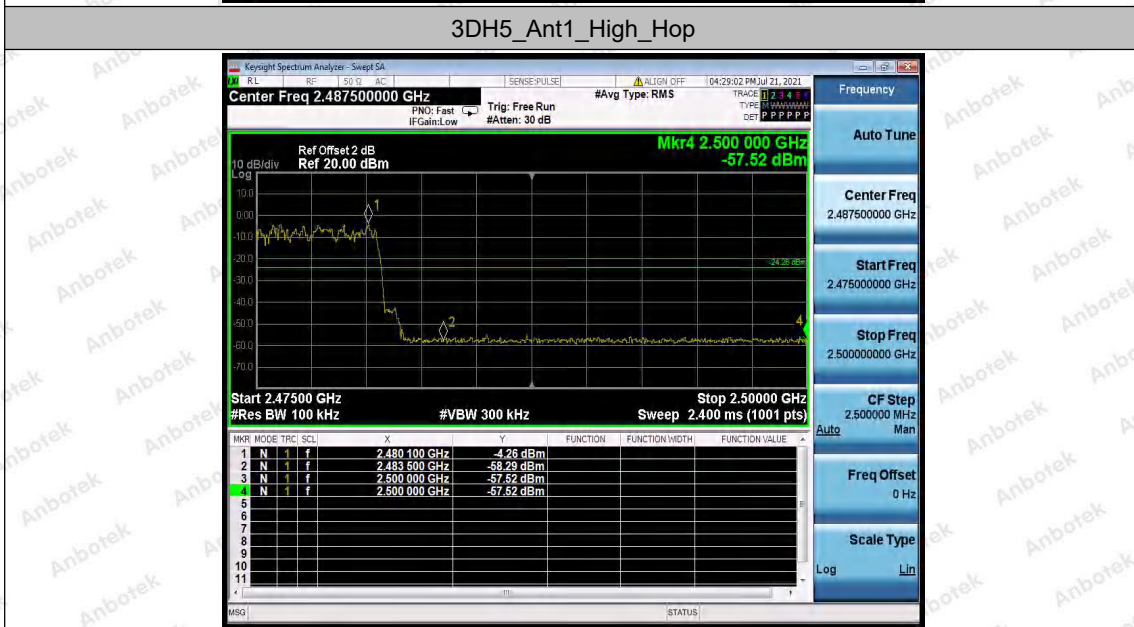 3DH5_Ant1_High_Hop
Keysight Spectrum Analyzer - Swept SA
RL RF 50 Ω AC SENSE:PULSE ALIGN OFF 04:29:02 PM Jul 21, 2021
Center Freq 2.487500000 GHz
PNO: Fast
IFGain:Low
Trig: Free Run
#Atten: 30 dB
#Avg Type: RMS
TRACE 1 2 3 4 5 6
TYPE M WWWWW
DET P P P P P P
Mkr4 2.500 000 GHz
-57.52 dBm
Ref Offset 2 dB
10 dB/div Ref 20.00 dBm
Log
10.0
0.00
-10.0
-20.0
-30.0
-40.0
-50.0
-60.0
-70.0
1
2
4
-24.26 dBm
Start 2.47500 GHz Stop 2.50000 GHz
#Res BW 100 kHz #VBW 300 kHz Sweep 2.400 ms (1001 pts)
MKR MODE TRC SCL X Y FUNCTION FUNCTION WIDTH FUNCTION VALUE
1 N 1 f 2.480 100 GHz -4.26 dBm
2 N 1 f 2.483 500 GHz -58.29 dBm
3 N 1 f 2.500 000 GHz -57.52 dBm
4 N 1 f 2.500 000 GHz -57.52 dBm
5
6
7
8
9
10
11
MSG STATUS
Frequency
Auto Tune
Center Freq
2.487500000 GHz
Start Freq
2.475000000 GHz
Stop Freq
2.500000000 GHz
CF Step
2.500000 MHz
Auto Man
Freq Offset
0 Hz
Scale Type
Log Lin
Anbotek